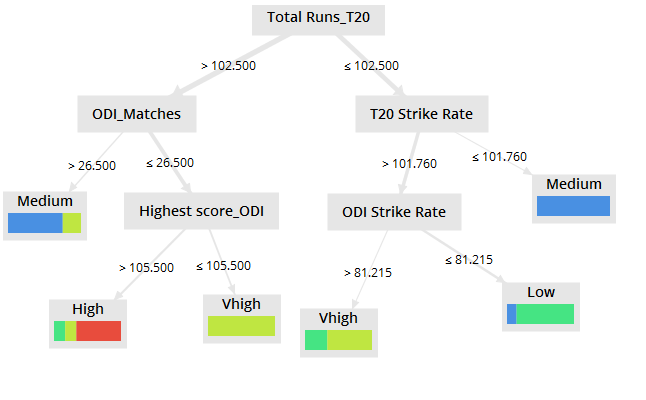 Total Runs_T20
> 102.500
≤ 102.500
ODI_Matches
T20 Strike Rate
> 26.500
≤ 26.500
> 101.760
≤ 101.760
Medium
Highest score_ODI
ODI Strike Rate
Medium
> 105.500
≤ 105.500
> 81.215
≤ 81.215
High
Vhigh
Vhigh
Low